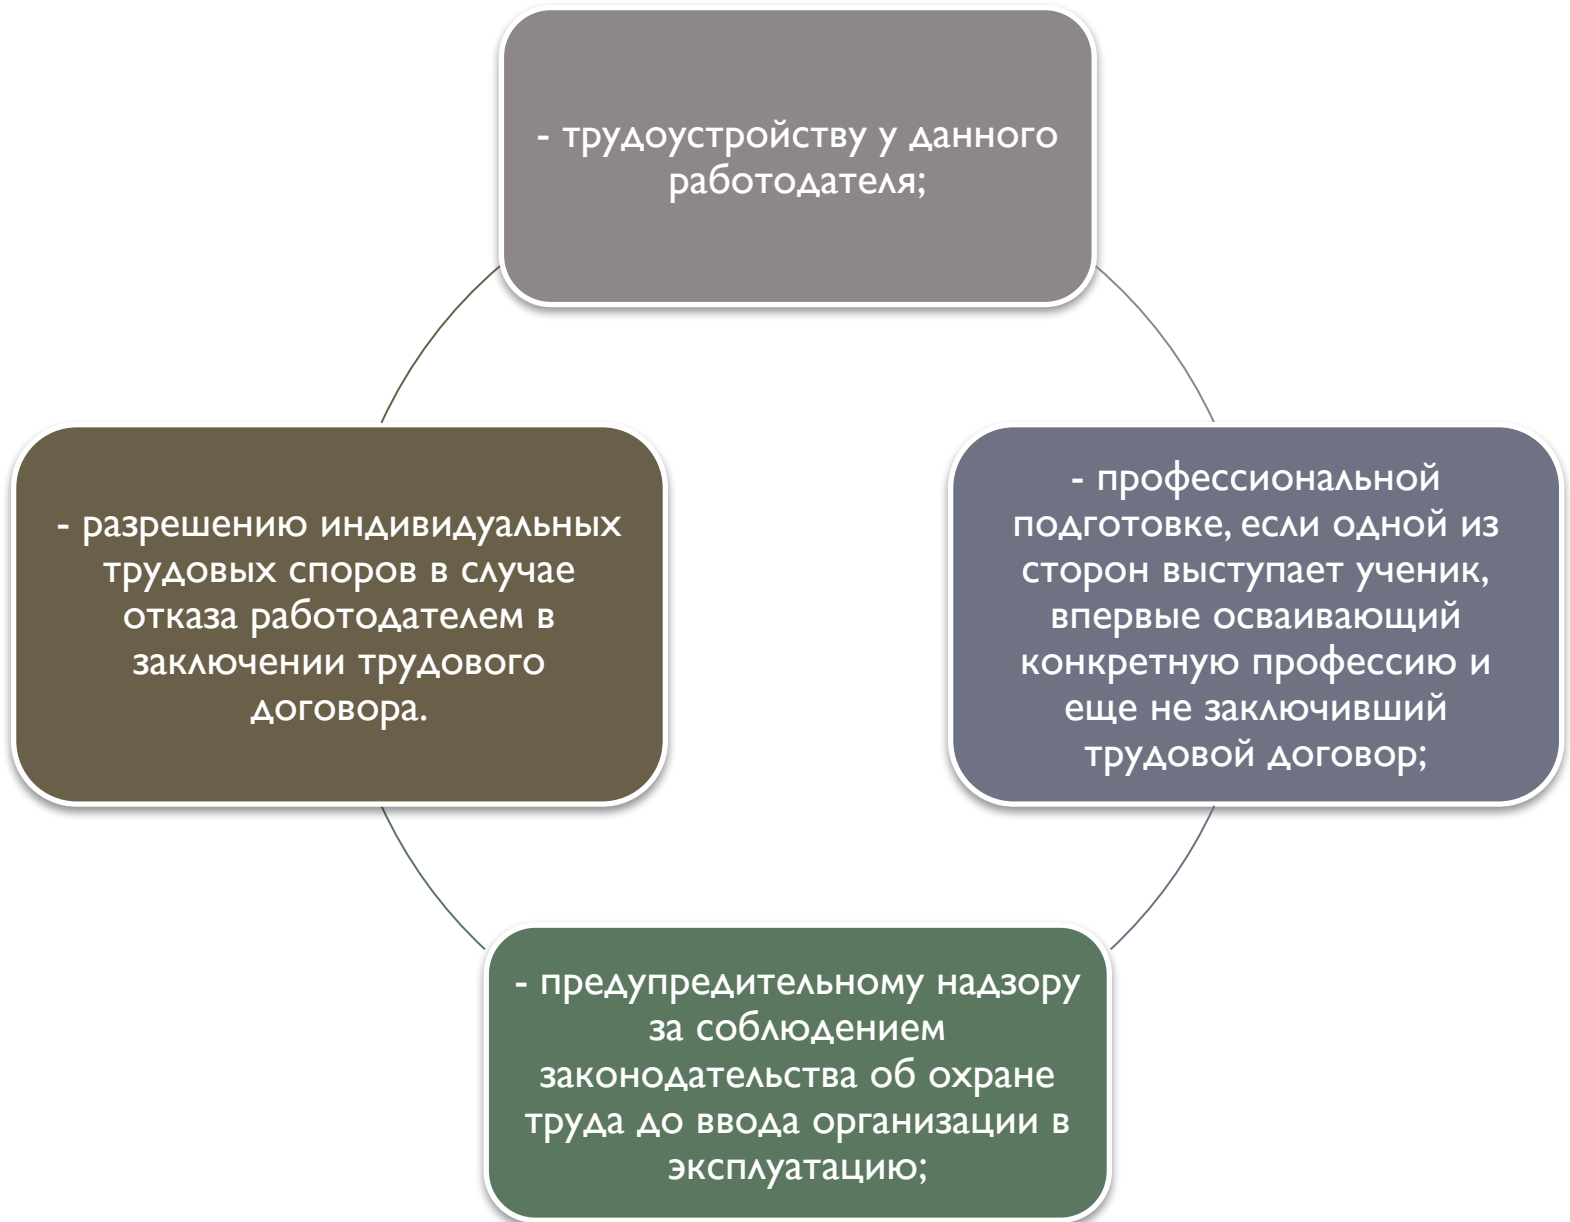 - трудоустройству у данного
работодателя;
- профессиональной
подготовке, если одной из
сторон выступает ученик,
впервые осваивающий
конкретную профессию и
еще не заключивший
трудовой договор;
- предупредительному надзору
за соблюдением
законодательства об охране
труда до ввода организации в
эксплуатацию;
- разрешению индивидуальных
трудовых споров в случае
отказа работодателем в
заключении трудового
договора.